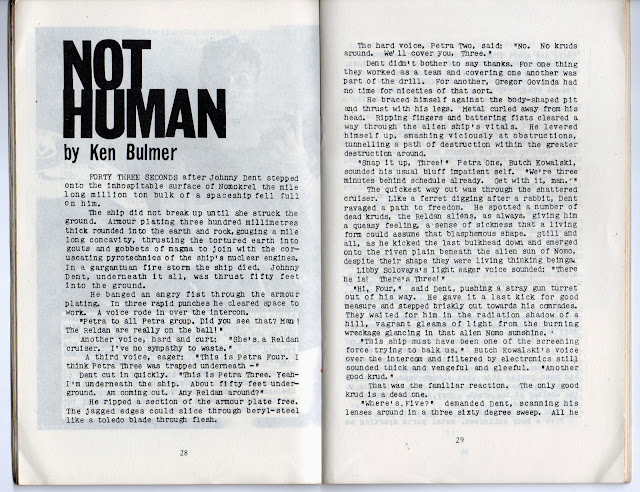 NOT
HUMAN
by Ken Bulmer
FORTY THREE SECONDS after Johnny Dent stepped
onto the inhospitable surface of Nomokrel the mile
long million ton bulk of a spaceship fell full
on him.
The ship did not break up until she struck the
ground. Armour plating three hundred millimetres
thick rounded into the earth and rock, gouging a mile
long concavity, thrusting the tortured earth into
gouts and gobbets of magna to join with the cor-
uscating pyrotechnics of the ship's nuclear engines.
In a gargantuan fire storm the ship died. Johnny
Dent, underneath it all, was thrust fifty feet
into the ground.
He banged an angry fist through the armour
plating. In three rapid punches he cleared space to
work. A voice rode in over the intercom.
"Petra to all Petra group. Did you see that? Man!
The Reldan are really on the ball!"
Another voice, hard and curt: "She's a Reldan
cruiser. I've no sympathy to waste."
A third voice, eager: "This is Petra Four. I
think Petra Three was trapped underneath -"
Dent cut in quickly. "This is Petra Three. Yeah-
I'm underneath the ship. About fifty feet under-
ground. Am coming out. Any Reldan around?"
He ripped a section of the armour plate free.
The jagged edges could slice through beryl-steel
like a toledo blade through flesh.
28
The hard voice, Petra Two, said: "No. No kruds
around. We'll cover you, Three."
Dent didn't bother to say thanks. For one thing
they worked as a team and covering one another was
part of the drill. For another, Gregor Govinda had
no time for niceties of that sort.
He braced himself against the body-shaped pit
and thrust with his legs. Metal curled away from his
head. Ripping fingers and battering fists cleared a
way through the alien ship's vitals. He levered
himself up, smashing viciously at obstructions,
tunnelling a path of destruction within the greater
destruction around.
"Snap it up, Three!" Petra One, Butch Kowalski,
sounded his usual bluff impatient self. "We're three
minutes behind schedule already. Get with it, man."
The quickest way out was through the shattered
cruiser. Like a ferret digging after a rabbit, Dent
ravaged a path to freedom. He spotted a number of
dead kruds, the Reldan aliens, as always, giving him
a queasy feeling, a sense of sickness that a living
form could assume that blasphemous shape. Still and
all, as he kicked the last bulkhead down and emerged
onto the riven plain beneath the alien sun of Nomo,
despite their shape they were living thinking beings.
Libby Solovaya's light eager voice sounded: "There
he is! There's Three!"
"Hi, Four," said Dent, pushing a stray gun turret
out of his way. He gave it a last kick for good
measure and stepped briskly towards his comrades.
They waited for him in the radiation shadow of a
hill, vagrant gleams of light from the burning
wreckage glancing in that alien Nomo sunshine.
"This ship must have been one of the screening
force trying to balk us." Butch Kowalski's voice
over the intercom and filtered by electronics still
sounded thick and vengeful and gleeful. "Another
good krud."
That was the familiar reaction. The only good
krud is a dead one.
"Where's Five?" demanded Dent, scanning his
lenses around in a three sixty degree sweep. All he
29